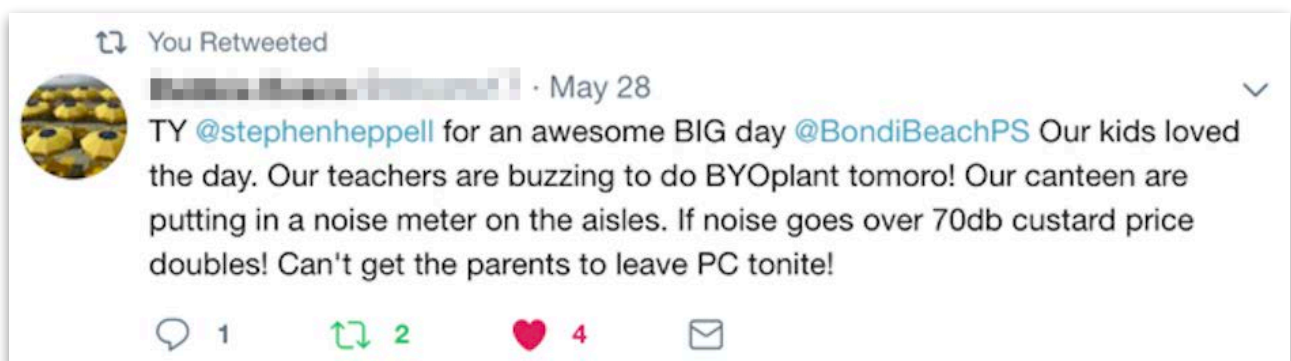 You Retweeted
· May 28
TY @stephenheppell for an awesome BIG day @BondiBeachPS Our kids loved
the day. Our teachers are buzzing to do BYOplant tomoro! Our canteen are
putting in a noise meter on the aisles. If noise goes over 70db custard price
doubles! Can't get the parents to leave PC tonite!
1 2 4